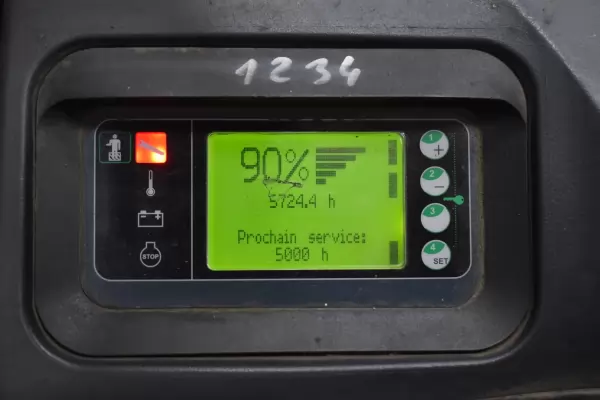 1234
90%
5724.4 h
Prochain service:
5000 h
STOP
1
+
2
−
3
4
SET